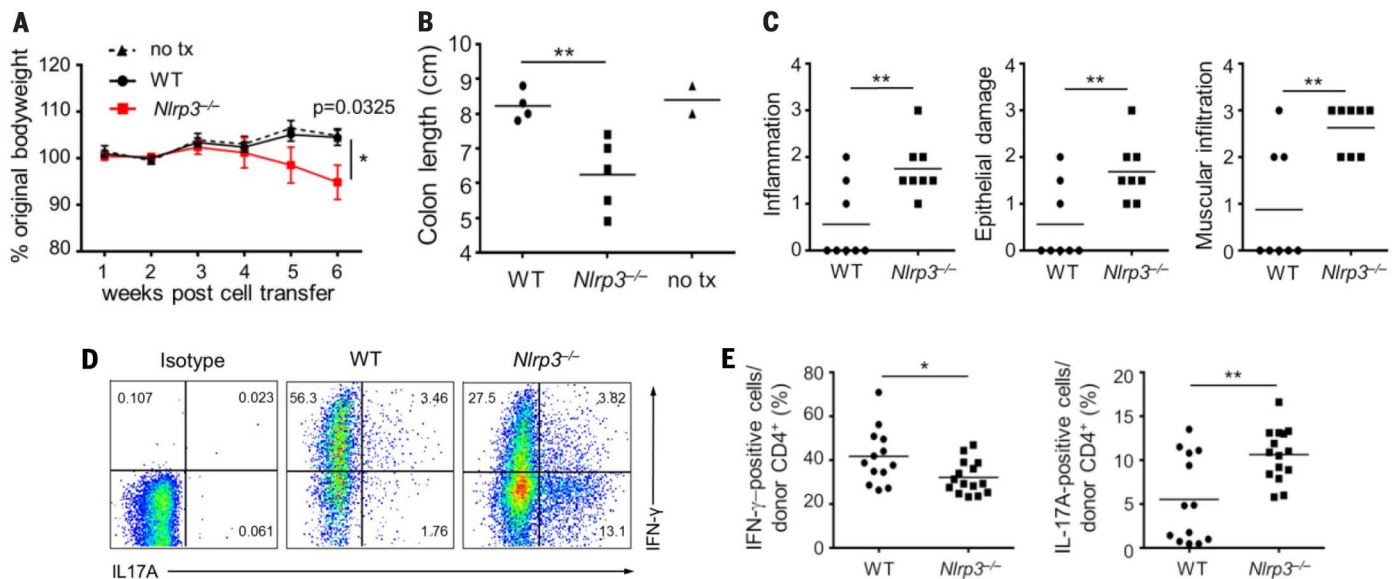 A
% original bodyweight
no tx
WT
Nlrp3–/–
p=0.0325
*
120
110
100
90
80
1 2 3 4 5 6
weeks post cell transfer
B
Colon length (cm)
10
9
8
7
6
5
4
**
WT Nlrp3–/– no tx
C
Inflammation
4
3
2
1
0
**
WT Nlrp3–/–
Epithelial damage
4
3
2
1
0
**
WT Nlrp3–/–
Muscular infiltration
4
3
2
1
0
**
WT Nlrp3–/–
D
Isotype WT Nlrp3–/–
0.107 0.023
0.061
56.3 3.46
1.76
27.5 3.82
13.1
IFN-γ
IL17A
E
IFN-γ–positive cells/
donor CD4+ (%)
80
60
40
20
0
*
WT Nlrp3–/–
IL-17A-positive cells/
donor CD4+ (%)
20
15
10
5
0
**
WT Nlrp3–/–